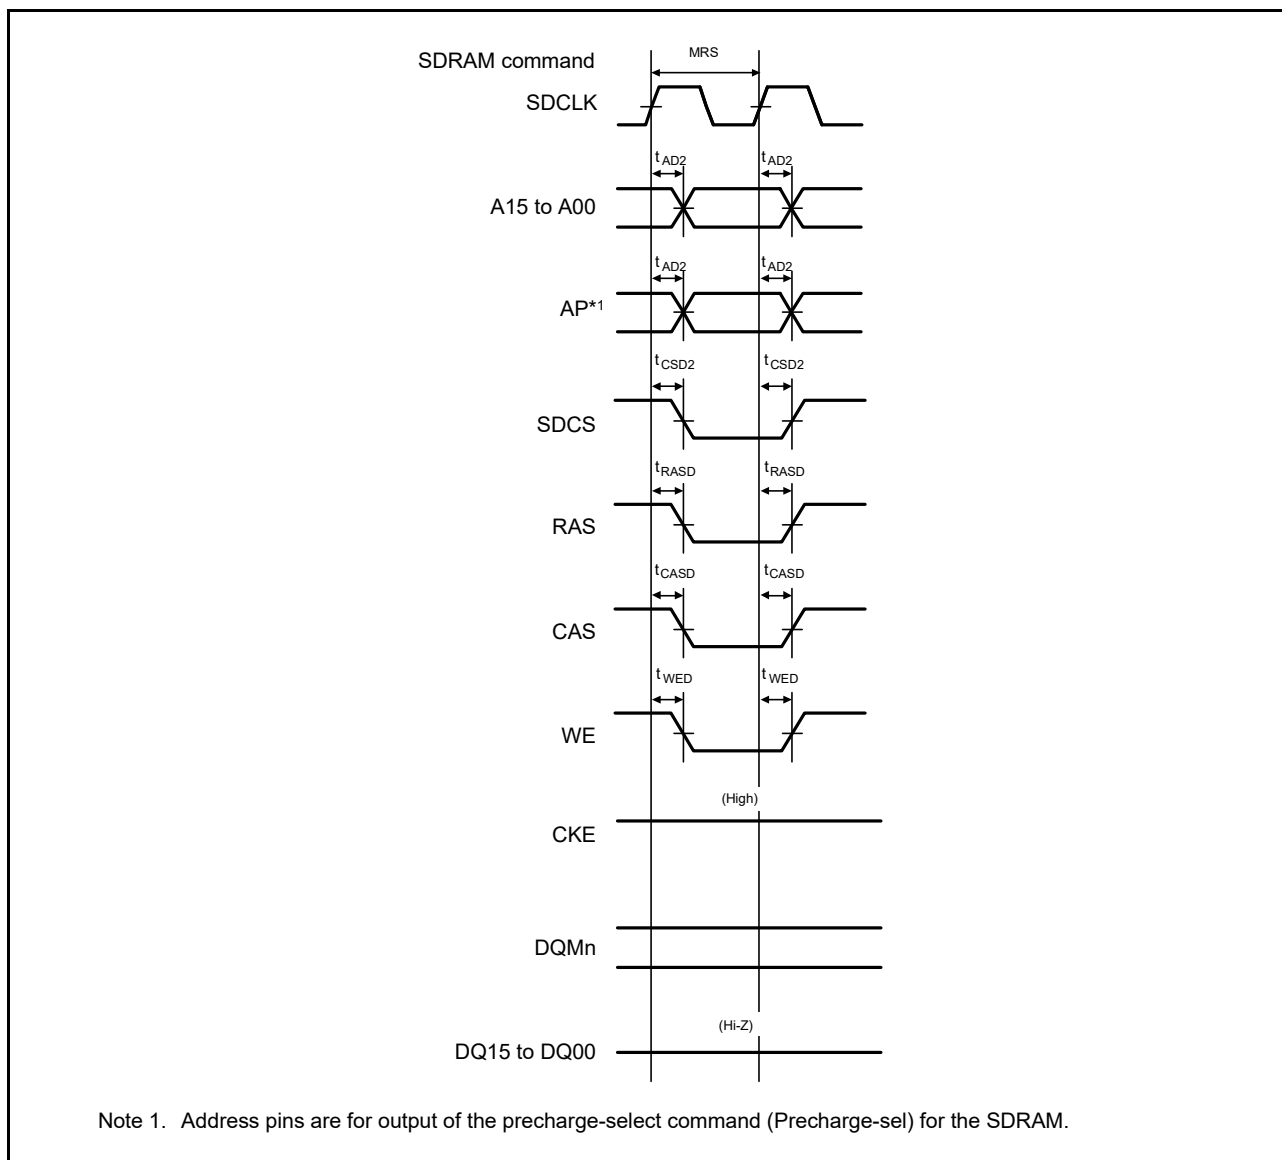 SDRAM command
MRS
SDCLK
tAD2 tAD2
A15 to A00
tAD2 tAD2
AP*1
tCSD2 tCSD2
SDCS
tRASD tRASD
RAS
tCASD tCASD
CAS
tWED tWED
WE
(High)
CKE
DQMn
(Hi-Z)
DQ15 to DQ00
Note 1. Address pins are for output of the precharge-select command (Precharge-sel) for the SDRAM.